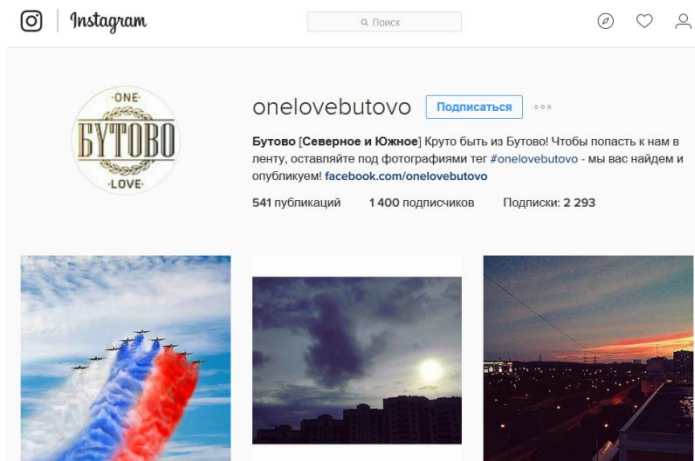 Instagram
Поиск
ONE
БУТОВО
LOVE
onelovebutovo Подписаться
Бутово [Северное и Южное] Круто быть из Бутово! Чтобы попасть к нам в
ленту, оставляйте под фотографиями тег #onelovebutovo - мы вас найдем и
опубликуем! facebook.com/onelovebutovo
541 публикаций 1 400 подписчиков Подписки: 2 293